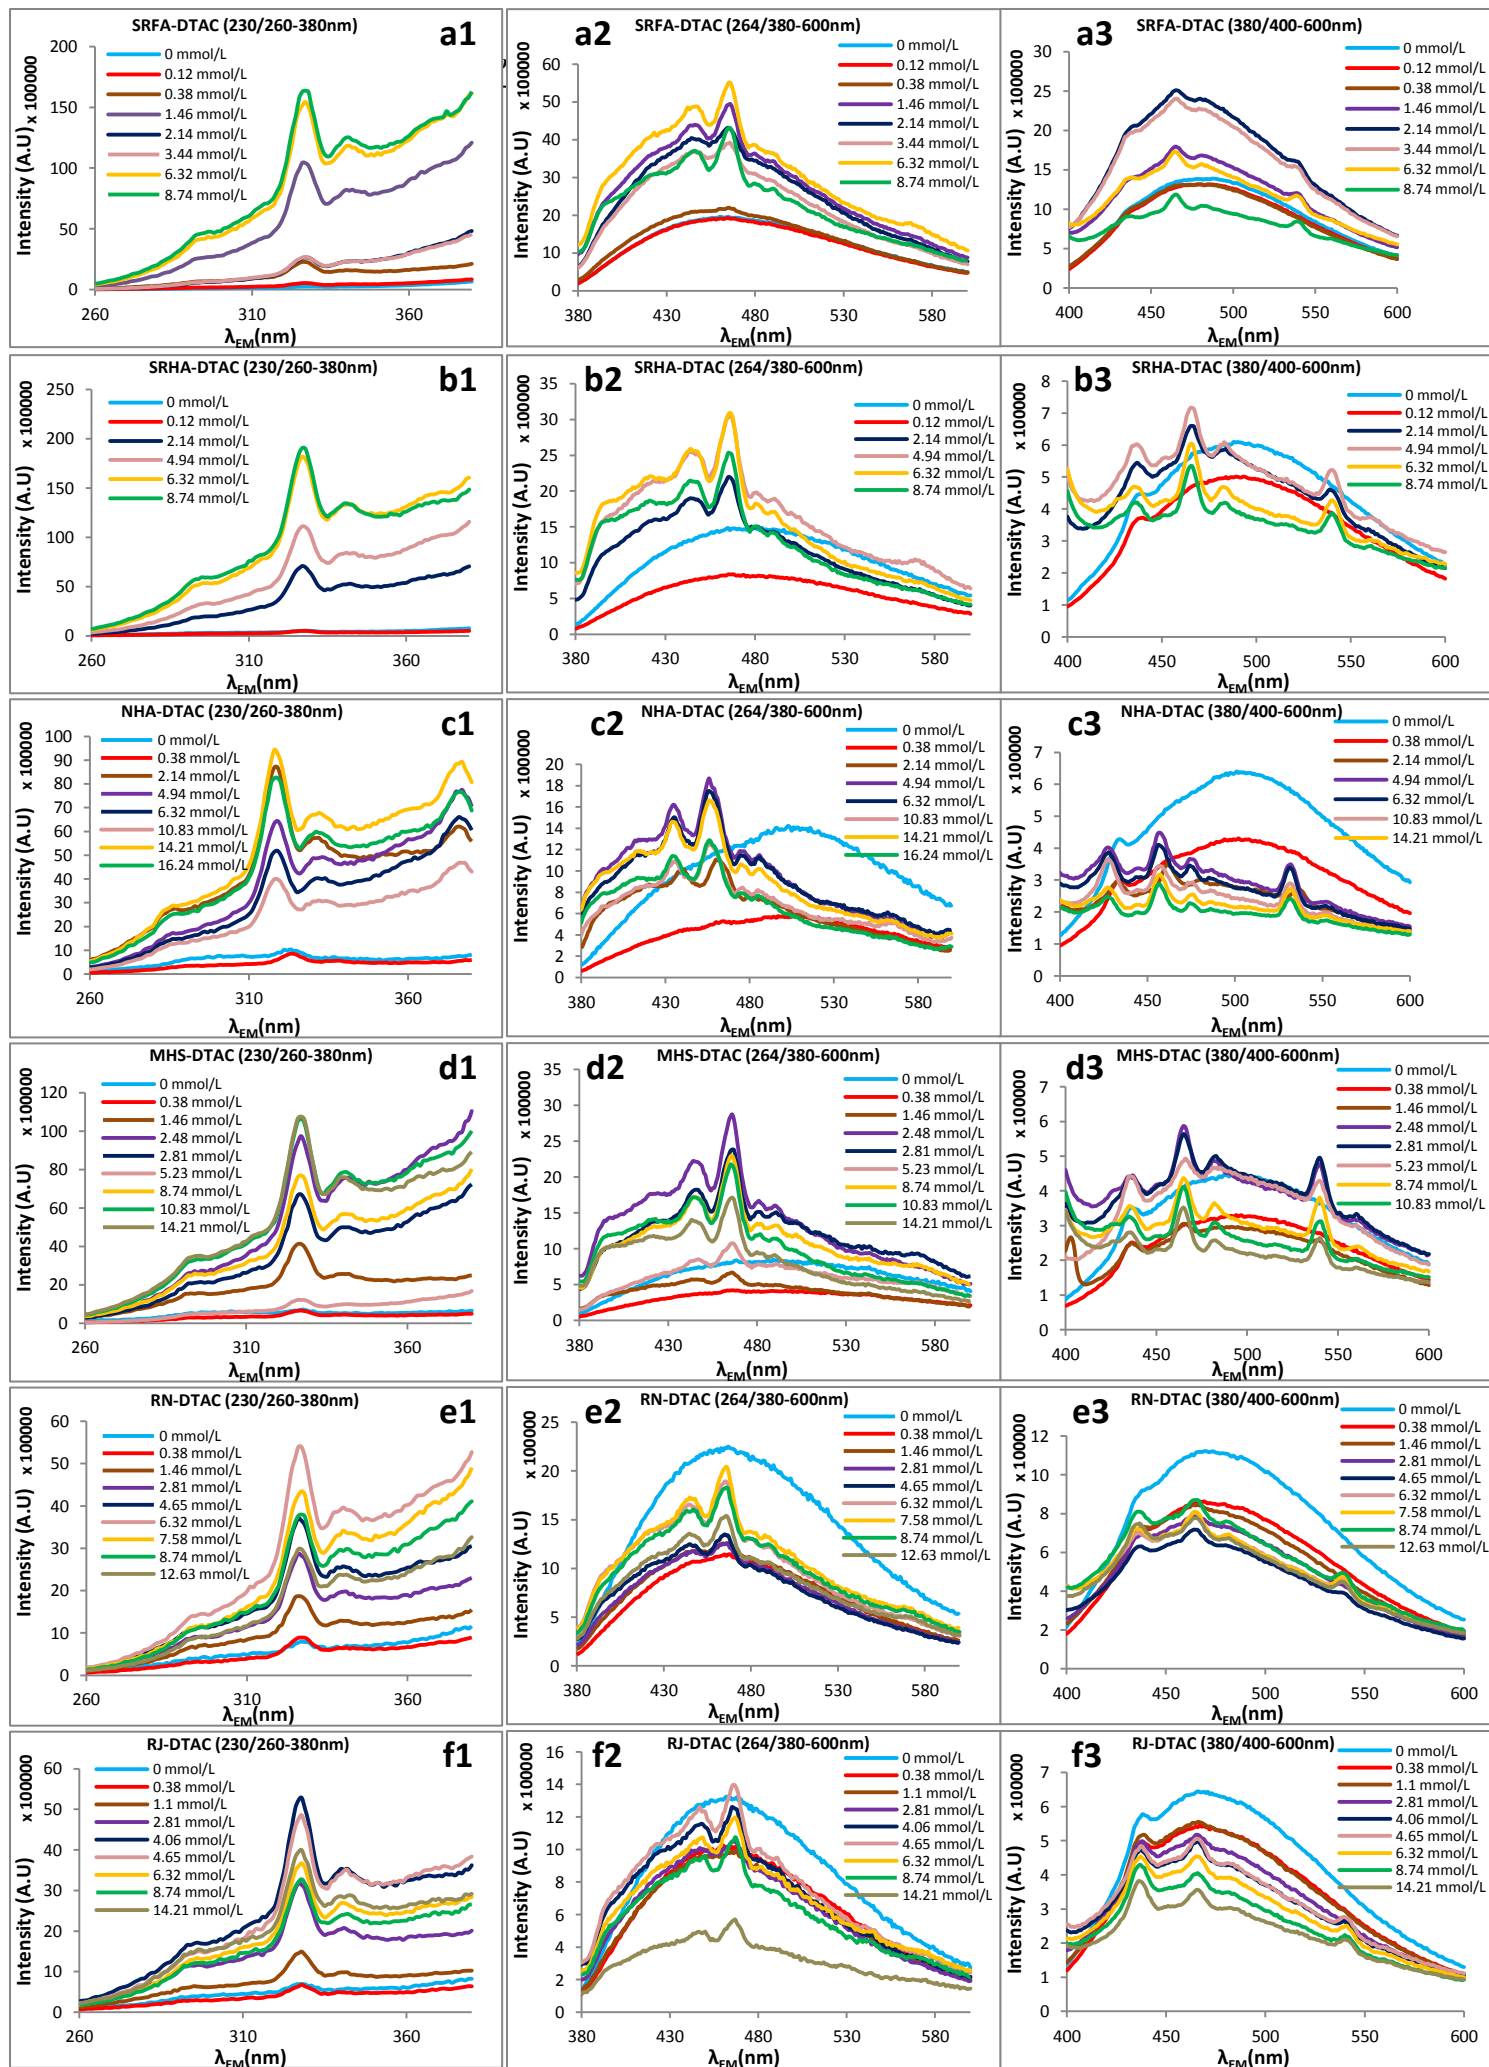 SRFA-DTAC (230/260-380nm)
a1
Intensity (A.U)
x 100000
200
150
100
50
0
0 mmol/L
0.12 mmol/L
0.38 mmol/L
1.46 mmol/L
2.14 mmol/L
3.44 mmol/L
6.32 mmol/L
8.74 mmol/L
260 310 360
λEM(nm)
SRFA-DTAC (264/380-600nm)
a2
Intensity (A.U)
x 100000
60
50
40
30
20
10
0
0 mmol/L
0.12 mmol/L
0.38 mmol/L
1.46 mmol/L
2.14 mmol/L
3.44 mmol/L
6.32 mmol/L
8.74 mmol/L
380 430 480 530 580
λEM(nm)
SRFA-DTAC (380/400-600nm)
a3
Intensity (A.U)
x 100000
30
25
20
15
10
5
0
0 mmol/L
0.12 mmol/L
0.38 mmol/L
1.46 mmol/L
2.14 mmol/L
3.44 mmol/L
6.32 mmol/L
8.74 mmol/L
400 450 500 550 600
λEM(nm)
SRHA-DTAC (230/260-380nm)
b1
Intensity (A.U)
x 100000
250
200
150
100
50
0
0 mmol/L
0.12 mmol/L
2.14 mmol/L
4.94 mmol/L
6.32 mmol/L
8.74 mmol/L
260 310 360
λEM(nm)
SRHA-DTAC (264/380-600nm)
b2
Intensity (A.U)
x 100000
35
30
25
20
15
10
5
0
0 mmol/L
0.12 mmol/L
2.14 mmol/L
4.94 mmol/L
6.32 mmol/L
8.74 mmol/L
380 430 480 530 580
λEM(nm)
SRHA-DTAC (380/400-600nm)
b3
Intensity (A.U)
x 100000
8
7
6
5
4
3
2
1
0
0 mmol/L
0.12 mmol/L
2.14 mmol/L
4.94 mmol/L
6.32 mmol/L
8.74 mmol/L
400 450 500 550 600
λEM(nm)
NHA-DTAC (230/260-380nm)
c1
Intensity (A.U)
x 100000
100
90
80
70
60
50
40
30
20
10
0
0 mmol/L
0.38 mmol/L
2.14 mmol/L
4.94 mmol/L
6.32 mmol/L
10.83 mmol/L
14.21 mmol/L
16.24 mmol/L
260 310 360
λEM(nm)
NHA-DTAC (264/380-600nm)
c2
Intensity (A.U)
x 100000
20
18
16
14
12
10
8
6
4
2
0
0 mmol/L
0.38 mmol/L
2.14 mmol/L
4.94 mmol/L
6.32 mmol/L
10.83 mmol/L
14.21 mmol/L
16.24 mmol/L
380 430 480 530 580
λEM(nm)
NHA-DTAC (380/400-600nm)
c3
Intensity (A.U)
x 100000
7
6
5
4
3
2
1
0
0 mmol/L
0.38 mmol/L
2.14 mmol/L
4.94 mmol/L
6.32 mmol/L
10.83 mmol/L
14.21 mmol/L
400 450 500 550 600
λEM(nm)
MHS-DTAC (230/260-380nm)
d1
Intensity (A.U)
x 100000
120
100
80
60
40
20
0
0 mmol/L
0.38 mmol/L
1.46 mmol/L
2.48 mmol/L
2.81 mmol/L
5.23 mmol/L
8.74 mmol/L
10.83 mmol/L
14.21 mmol/L
260 310 360
λEM(nm)
MHS-DTAC (264/380-600nm)
d2
Intensity (A.U)
x 100000
35
30
25
20
15
10
5
0
0 mmol/L
0.38 mmol/L
1.46 mmol/L
2.48 mmol/L
2.81 mmol/L
5.23 mmol/L
8.74 mmol/L
10.83 mmol/L
14.21 mmol/L
380 430 480 530 580
λEM(nm)
MHS-DTAC (380/400-600nm)
d3
Intensity (A.U)
x 100000
7
6
5
4
3
2
1
0
0 mmol/L
0.38 mmol/L
1.46 mmol/L
2.48 mmol/L
2.81 mmol/L
5.23 mmol/L
8.74 mmol/L
10.83 mmol/L
400 450 500 550 600
λEM(nm)
RN-DTAC (230/260-380nm)
e1
Intensity (A.U)
x 100000
60
50
40
30
20
10
0
0 mmol/L
0.38 mmol/L
1.46 mmol/L
2.81 mmol/L
4.65 mmol/L
6.32 mmol/L
7.58 mmol/L
8.74 mmol/L
12.63 mmol/L
260 310 360
λEM(nm)
RN-DTAC (264/380-600nm)
e2
Intensity (A.U)
x 100000
25
20
15
10
5
0
0 mmol/L
0.38 mmol/L
1.46 mmol/L
2.81 mmol/L
4.65 mmol/L
6.32 mmol/L
7.58 mmol/L
8.74 mmol/L
12.63 mmol/L
380 430 480 530 580
λEM(nm)
RN-DTAC (380/400-600nm)
e3
Intensity (A.U)
x 100000
12
10
8
6
4
2
0
0 mmol/L
0.38 mmol/L
1.46 mmol/L
2.81 mmol/L
4.65 mmol/L
6.32 mmol/L
7.58 mmol/L
8.74 mmol/L
12.63 mmol/L
400 450 500 550 600
λEM(nm)
RJ-DTAC (230/260-380nm)
f1
Intensity (A.U)
x 100000
60
50
40
30
20
10
0
0 mmol/L
0.38 mmol/L
1.1 mmol/L
2.81 mmol/L
4.06 mmol/L
4.65 mmol/L
6.32 mmol/L
8.74 mmol/L
14.21 mmol/L
260 310 360
λEM(nm)
RJ-DTAC (264/380-600nm)
f2
Intensity (A.U)
x 100000
16
14
12
10
8
6
4
2
0
0 mmol/L
0.38 mmol/L
1.1 mmol/L
2.81 mmol/L
4.06 mmol/L
4.65 mmol/L
6.32 mmol/L
8.74 mmol/L
14.21 mmol/L
380 430 480 530 580
λEM(nm)
RJ-DTAC (380/400-600nm)
f3
Intensity (A.U)
x 100000
7
6
5
4
3
2
1
0
0 mmol/L
0.38 mmol/L
1.1 mmol/L
2.81 mmol/L
4.06 mmol/L
4.65 mmol/L
6.32 mmol/L
8.74 mmol/L
14.21 mmol/L
400 450 500 550 600
λEM(nm)